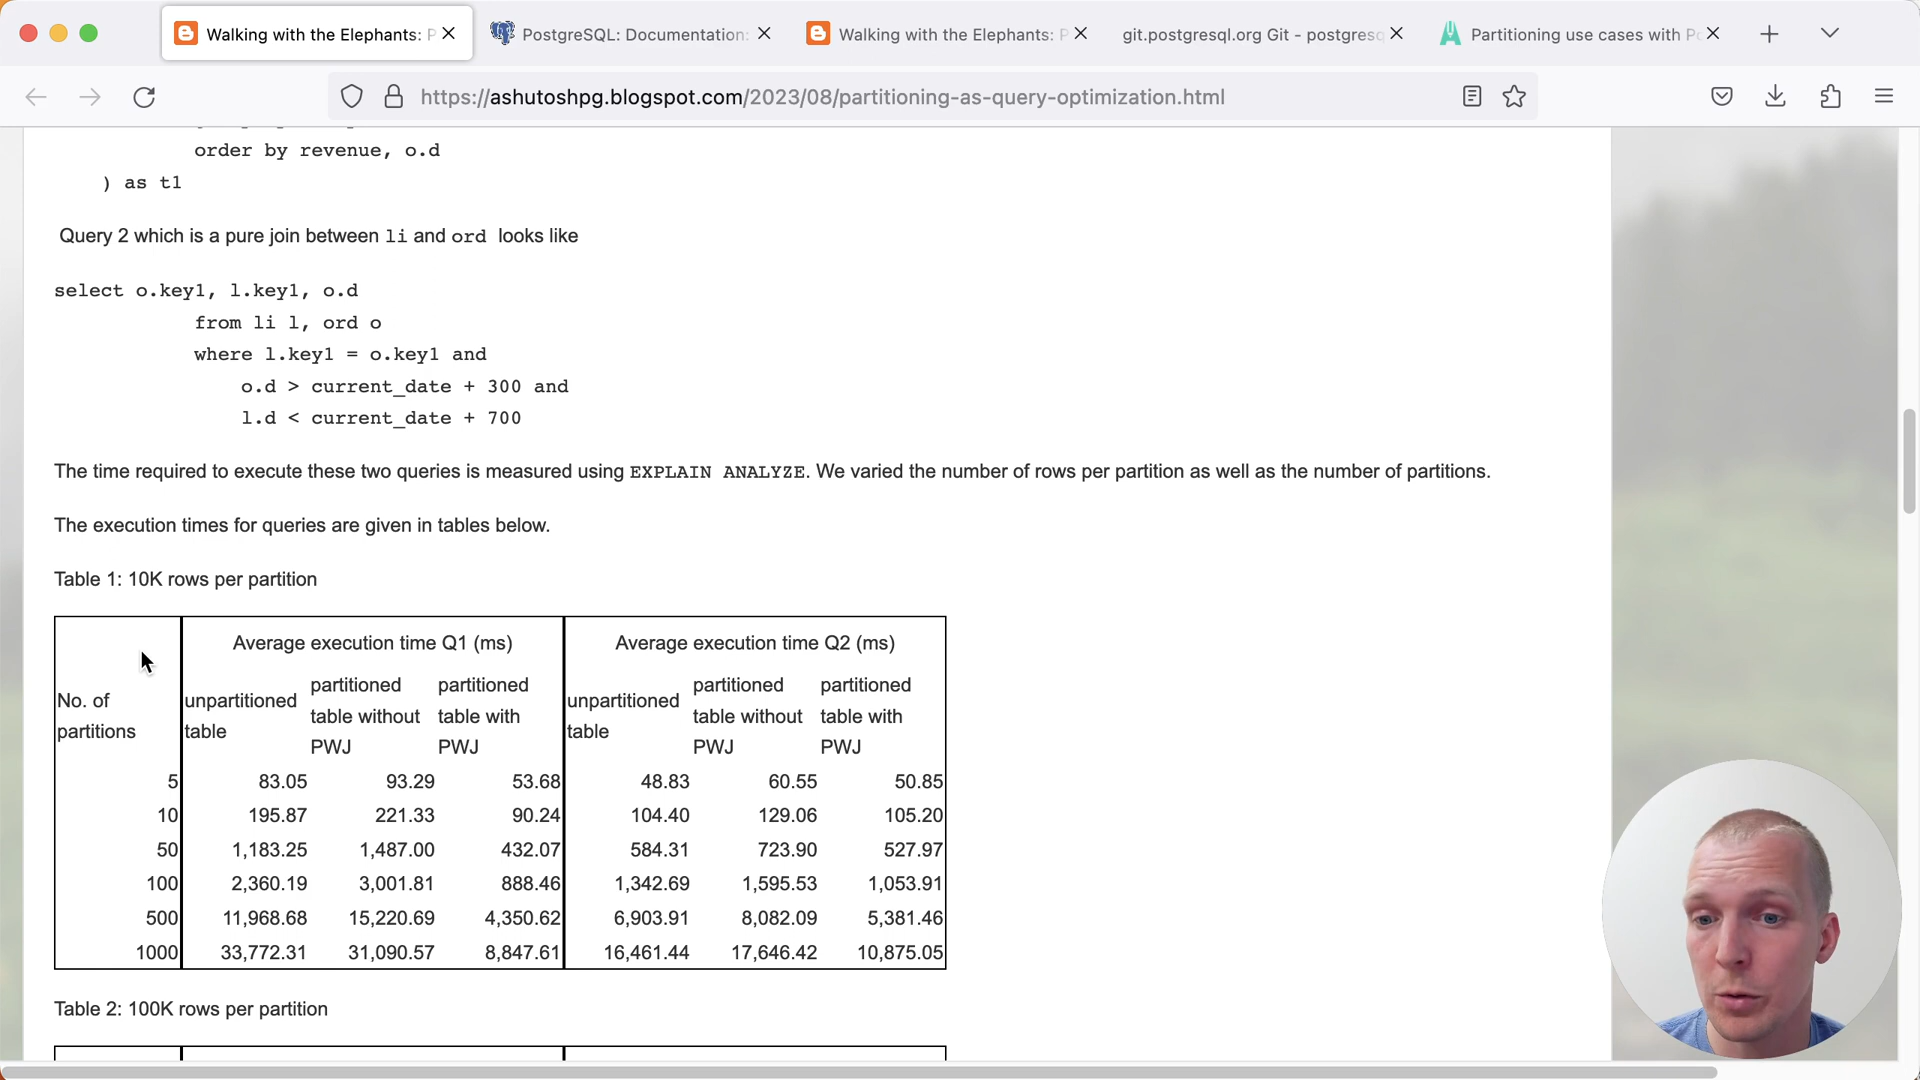 Walking with the Elephants: P
PostgreSQL: Documentation:
Walking with the Elephants: P
git.postgresql.org Git - postgresq
Partitioning use cases with Po
https://ashutoshpg.blogspot.com/2023/08/partitioning-as-query-optimization.html
order by revenue, o.d
) as t1
Query 2 which is a pure join between li and ord looks like
select o.key1, l.key1, o.d
from li l, ord o
where l.key1 = o.key1 and
o.d > current_date + 300 and
l.d < current_date + 700
The time required to execute these two queries is measured using EXPLAIN ANALYZE. We varied the number of rows per partition as well as the number of partitions.
The execution times for queries are given in tables below.
Table 1: 10K rows per partition
Average execution time Q1 (ms) Average execution time Q2 (ms)
No. of partitions unpartitioned table partitioned table without PWJ partitioned table with PWJ unpartitioned table partitioned table without PWJ partitioned table with PWJ
5 83.05 93.29 53.68 48.83 60.55 50.85
10 195.87 221.33 90.24 104.40 129.06 105.20
50 1,183.25 1,487.00 432.07 584.31 723.90 527.97
100 2,360.19 3,001.81 888.46 1,342.69 1,595.53 1,053.91
500 11,968.68 15,220.69 4,350.62 6,903.91 8,082.09 5,381.46
1000 33,772.31 31,090.57 8,847.61 16,461.44 17,646.42 10,875.05
Table 2: 100K rows per partition